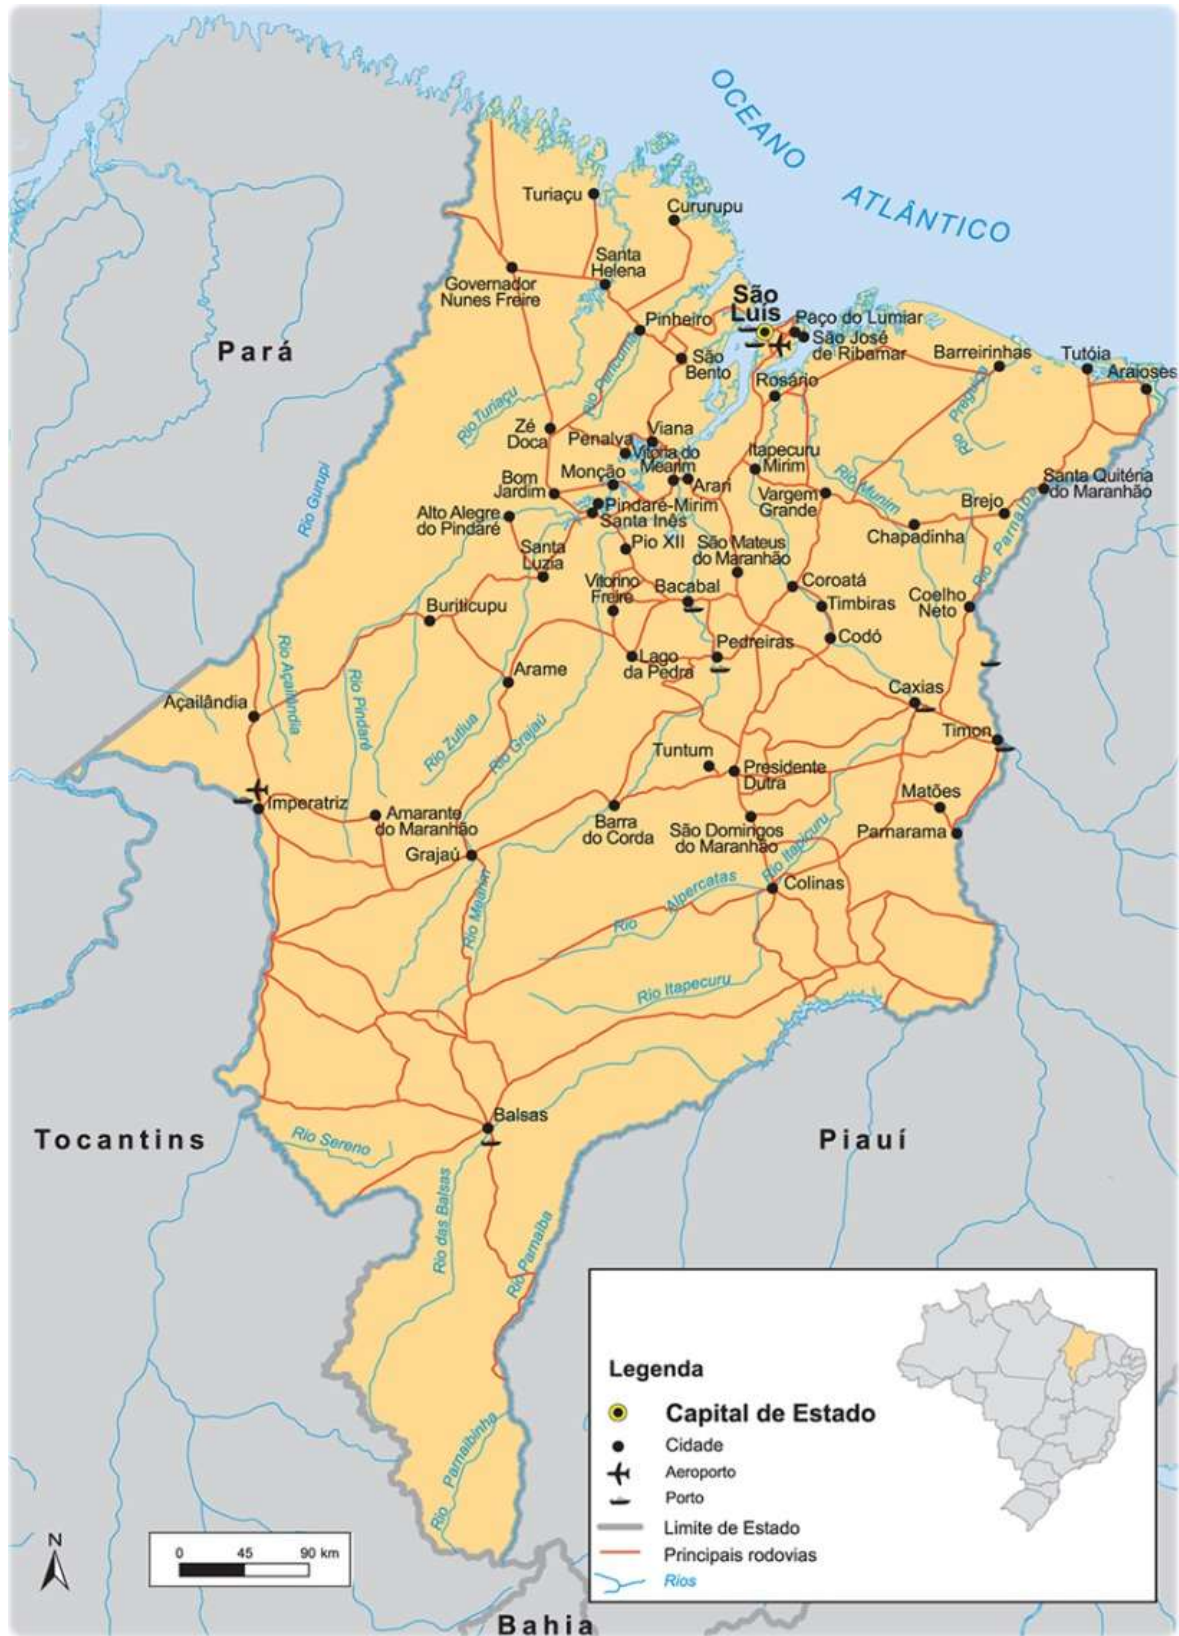 OCEANO
ATLÂNTICO
Turiaçu
Cururupu
Santa
Helena
Governador
Nunes Freire
São
Luís
Paço do Lumiar
São José
de Ribamar
Pinheiro
Pará
São
Bento
Barreirinhas
Tutóia
Araioses
Rosário
Rio Turiaçu
Rio Pericumã
Rio Preguiça
Zé
Doca
Penalva
Viana
Vitória do
Mearim
Itapecuru
Mirim
Monção
Arari
Bom
Jardim
Rio Munim
Vargem
Grande
Santa Quitéria
do Maranhão
Rio Gurupi
Pindaré-Mirim
Santa Inês
Brejo
Alto Alegre
do Pindaré
Chapadinha
Rio Parnaíba
Pio XII
São Mateus
do Maranhão
Santa
Luzia
Vitorino
Freire
Bacabal
Coroatá
Timbiras
Coelho
Neto
Buriticupu
Codó
Pedreiras
Lago
da Pedra
Arame
Rio Açailândia
Rio Pindaré
Açailândia
Caxias
Rio Zutiua
Rio Grajaú
Timon
Tuntum
Presidente
Dutra
Imperatriz
Matões
Amarante
do Maranhão
Barra
do Corda
São Domingos
do Maranhão
Parnarama
Rio Itapicuru
Grajaú
Colinas
Rio Alpercatas
Rio Mearim
Rio Itapecuru
Balsas
Tocantins
Rio Sereno
Piauí
Rio das Balsas
Rio Parnaíba
Rio Parnaibinha
Legenda
Capital de Estado
Cidade
Aeroporto
Porto
Limite de Estado
Principais rodovias
Rios
N
0 45 90 km
Bahia